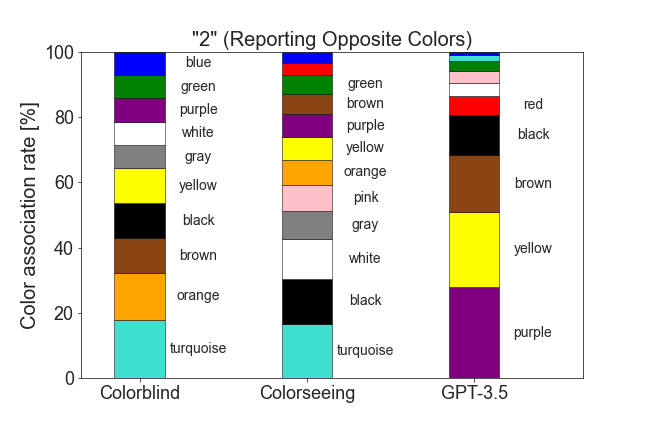 "2" (Reporting Opposite Colors)
Color association rate [%]
100
80
60
40
20
0
blue
green
purple
white
gray
yellow
black
brown
orange
turquoise
green
brown
purple
yellow
orange
pink
gray
white
black
turquoise
red
black
brown
yellow
purple
Colorblind
Colorseeing
GPT-3.5